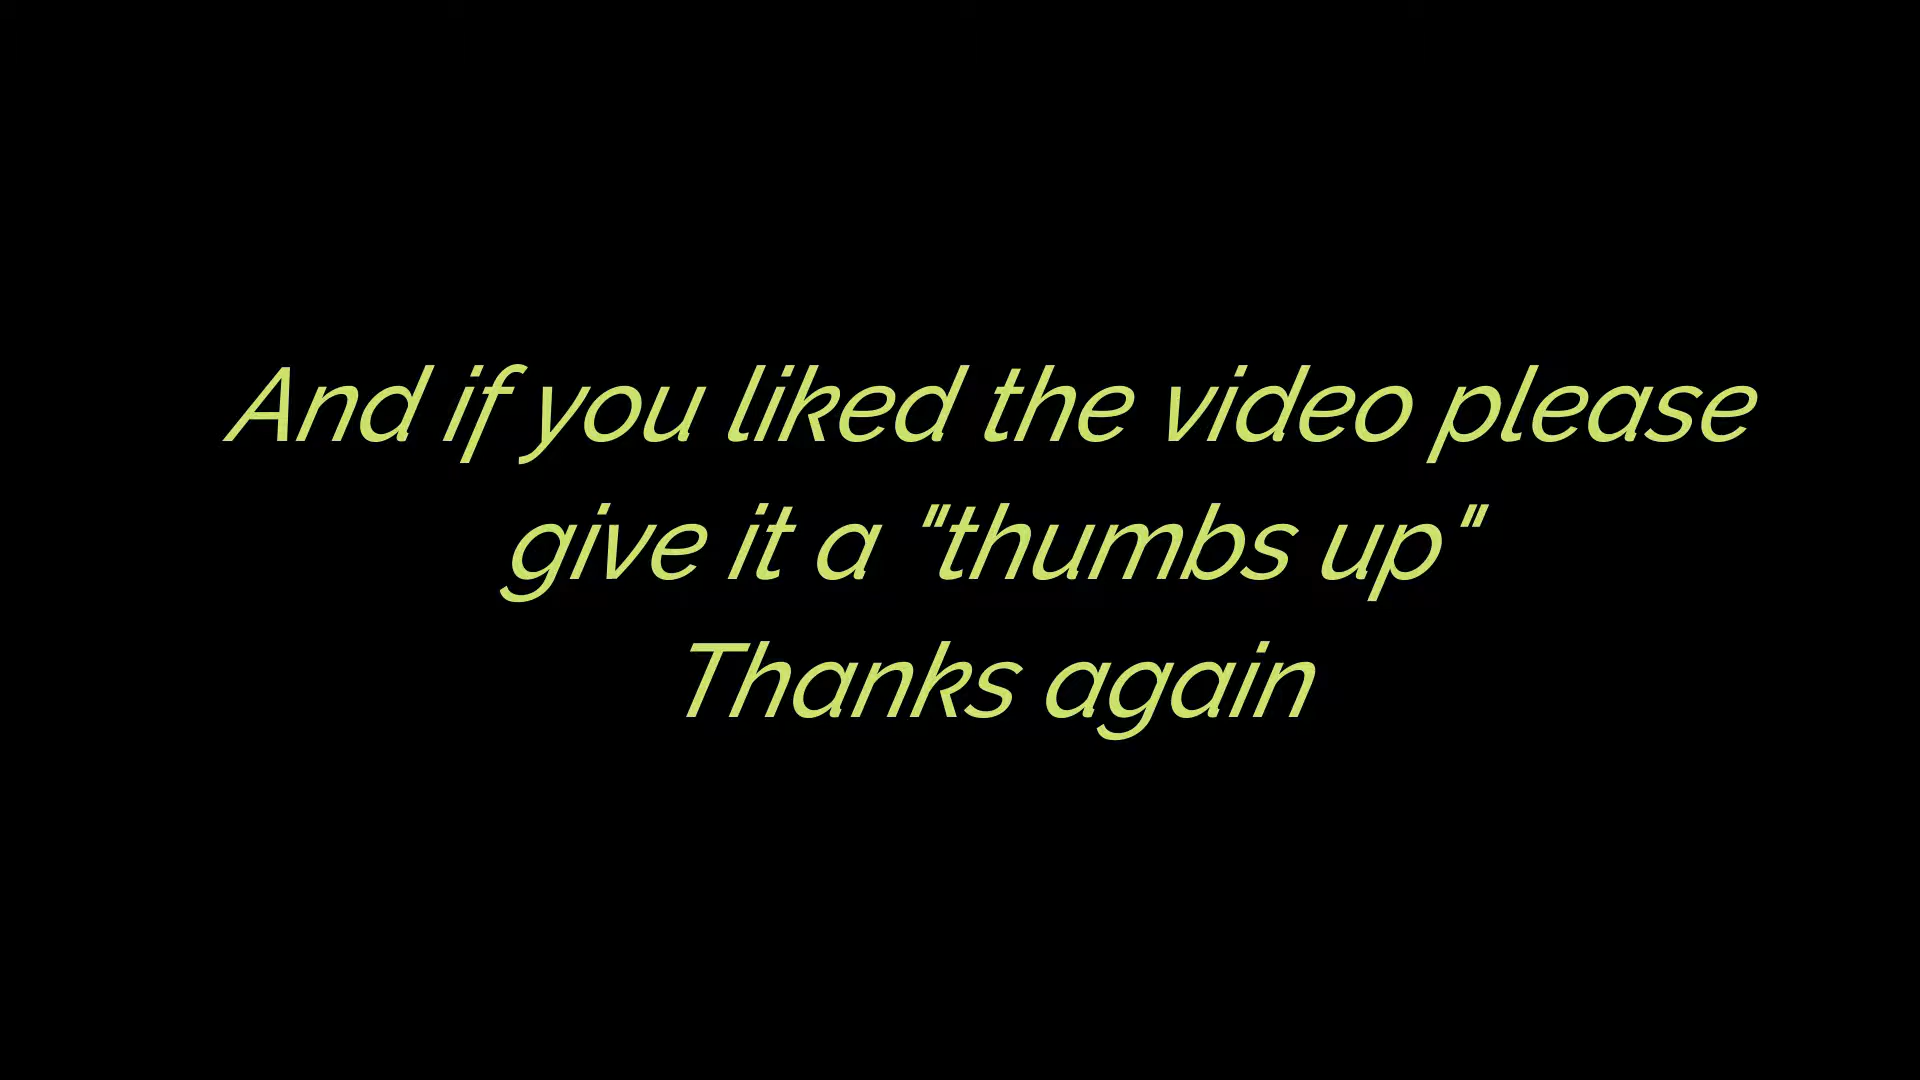 And if you liked the video please
give it a "thumbs up"
Thanks again